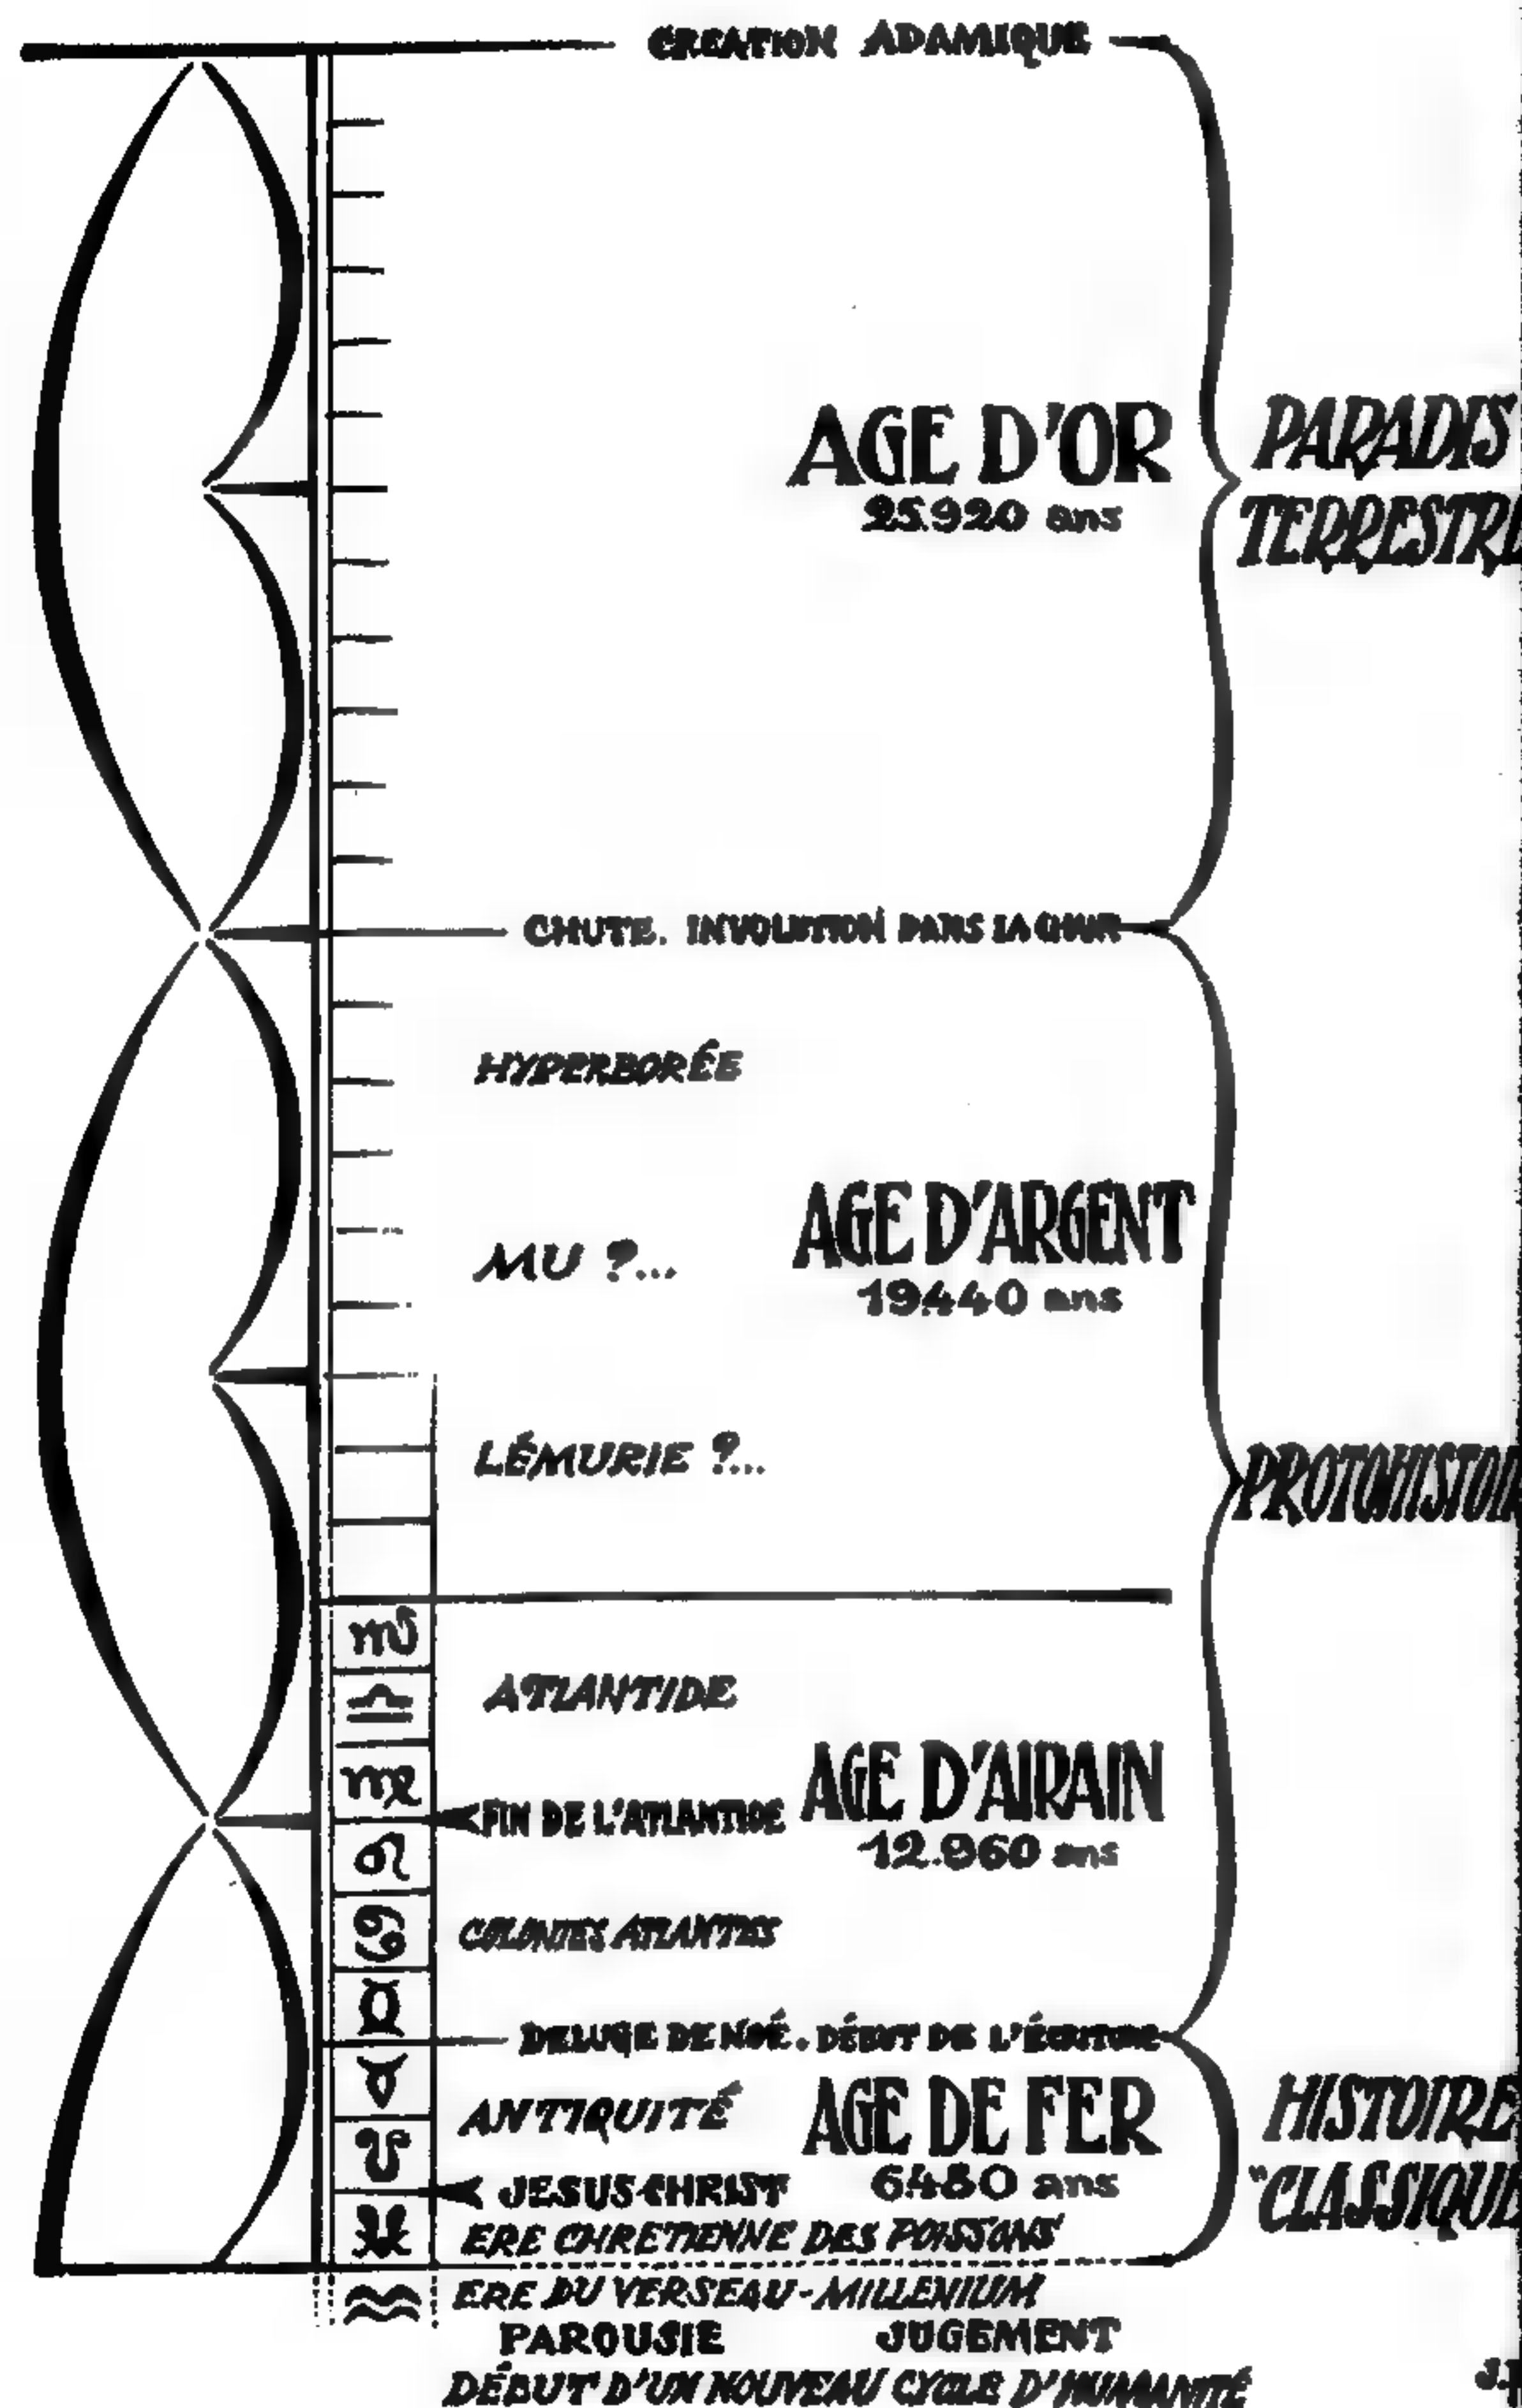 CREATION ADAMIQUE
AGE D'OR
25.920 ans
PARADIS
TERRESTRE
CHUTE. INVOLUTION DANS LA CHAIR
HYPERBORÉE
MU ?...
AGE D'ARGENT
19.440 ans
LÉMURIE ?...
PROTOHISTOIR
♏
♎
♍
♌
♋
♊
♉
♈
♓
♒
ATLANTIDE
AGE D'AIRAIN
12.960 ans
FIN DE L'ATLANTIDE
COLONIES ATLANTES
DELUGE DE NOÉ. DÉBUT DE L'ÉCRITURE
ANTIQUITÉ
AGE DE FER
6.480 ans
HISTOIRE
"CLASSIQUE
JESUS-CHRIST
ERE CHRETIENNE DES POISSONS
ERE DU VERSEAU-MILLENIUM
PAROUSIE JUGEMENT
DÉBUT D'UN NOUVEAU CYCLE D'HUMANITÉ